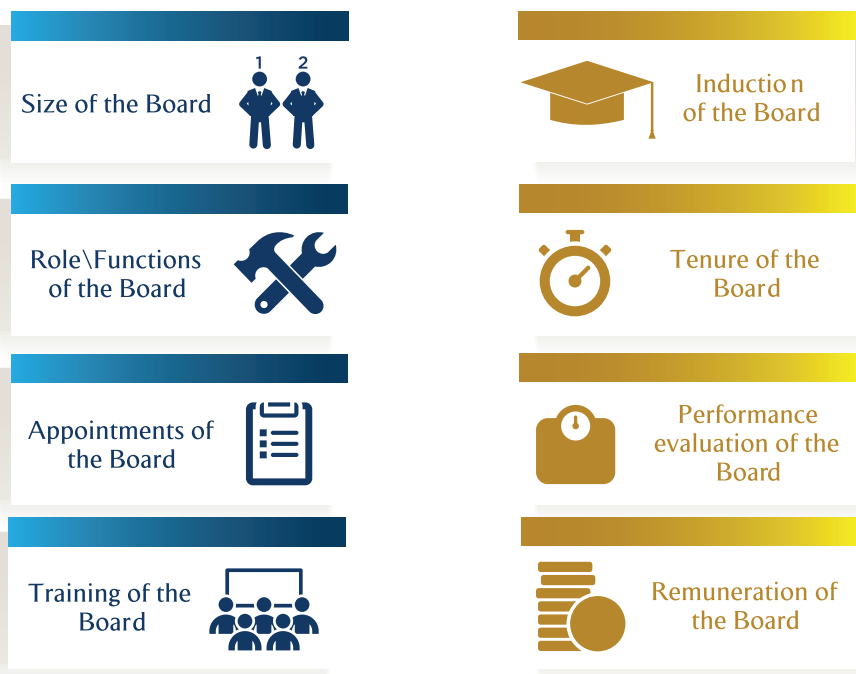 1 2
Size of the Board
Induction
of the Board
Role\Functions
of the Board
Tenure of the
Board
Appointments of
the Board
Performance
evaluation of the
Board
Training of the
Board
Remuneration of
the Board